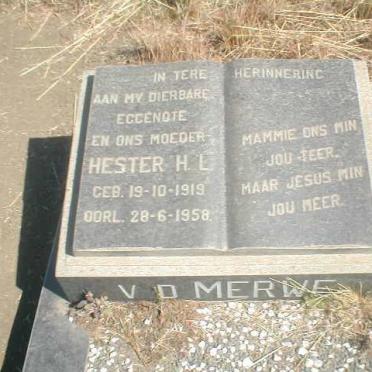 IN TERE HERINNERING
AAN MY DIERBARE
EGGENOTE
EN ONS MOEDER
HESTER H. L.
GEB. 19-10-1919
OORL. 28-6-1958.
MAMMIE ONS MIN
JOU TEER.
MAAR JESUS MIN
JOU MEER.
V D MERWE